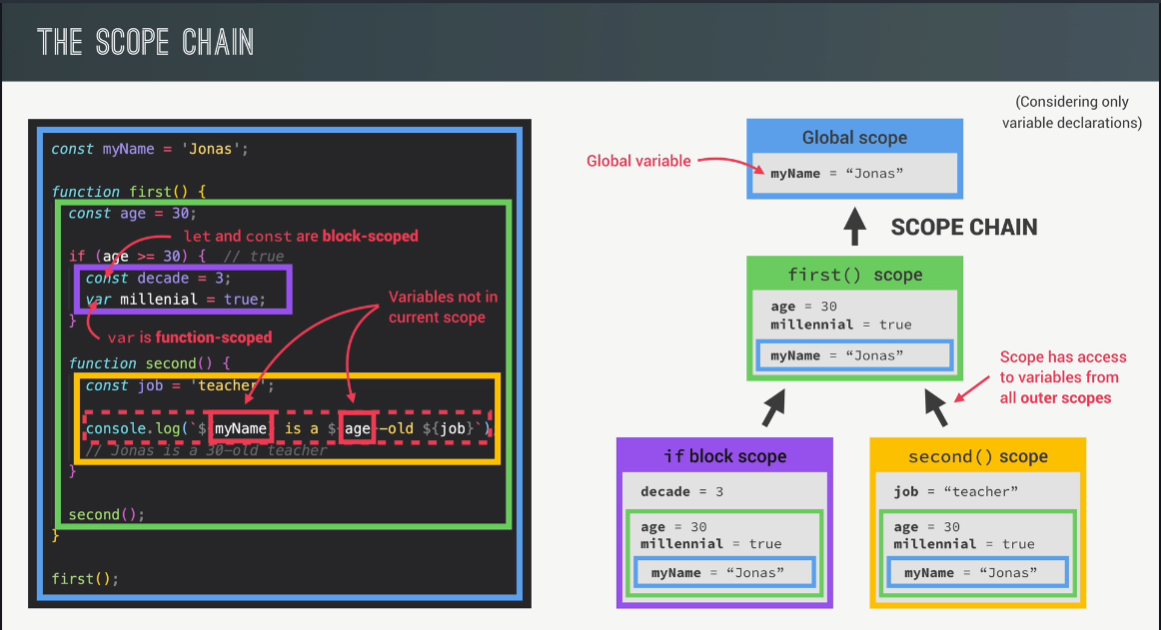 THE SCOPE CHAIN
const myName = 'Jonas';
function first() {
const age = 30;
let and const are block-scoped
if (age >= 30) { // true
const decade = 3;
var millenial = true;
}
var is function-scoped
Variables not in
current scope
function second() {
const job = 'teacher';
console.log(`$ myName is a $ age -old ${job}`)
// Jonas is a 30-old teacher
}
second();
}
first();
(Considering only
variable declarations)
Global scope
Global variable
myName = “Jonas”
SCOPE CHAIN
first() scope
age = 30
millennial = true
myName = “Jonas”
Scope has access
to variables from
all outer scopes
if block scope
decade = 3
age = 30
millennial = true
myName = “Jonas”
second() scope
job = “teacher”
age = 30
millennial = true
myName = “Jonas”